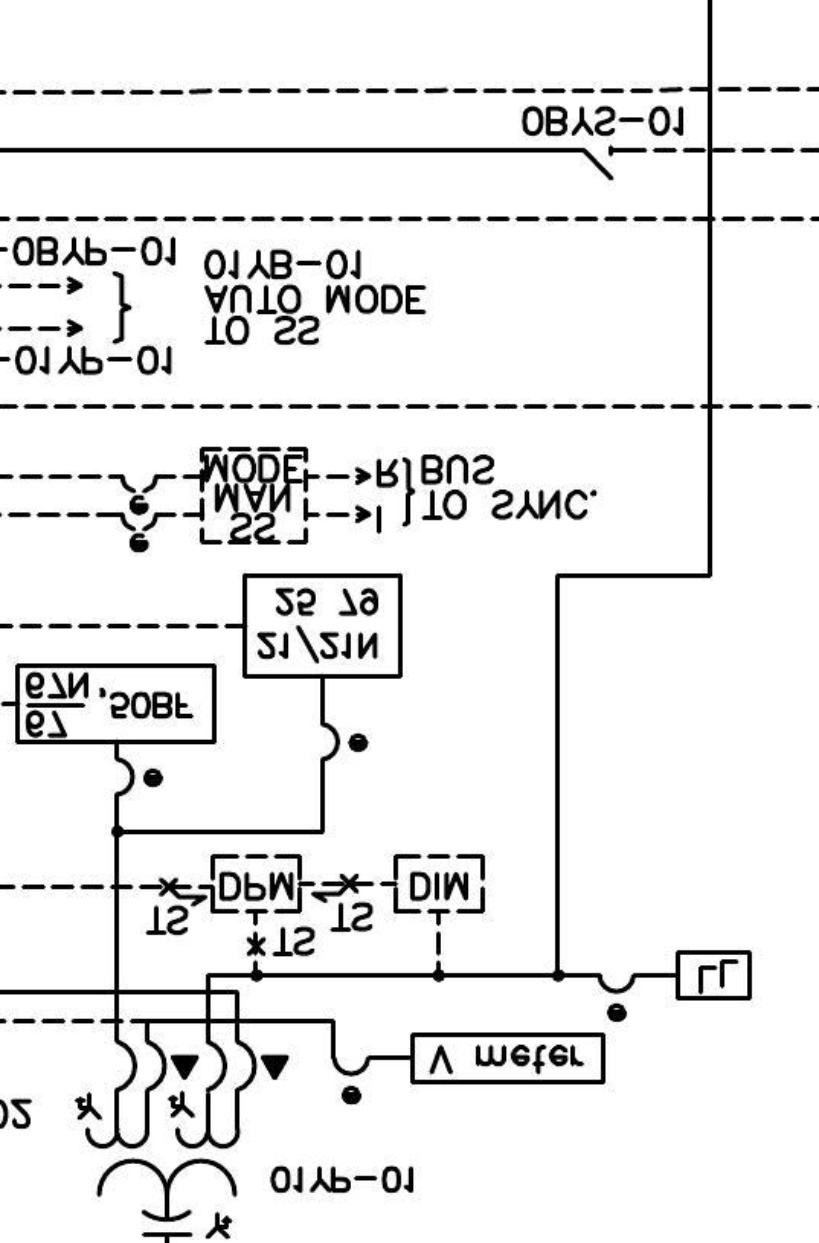 01YP-01
02
V meter
LL
TS
TS
TS
DPM
DIM
67
67N, 50BF
21/21N
25 79
SS
MAN
MODE
I
R
TO SYNC.
BUS
01YP-01
TO SS
AUTO MODE
01YB-01
0BYP-01
0BYS-01